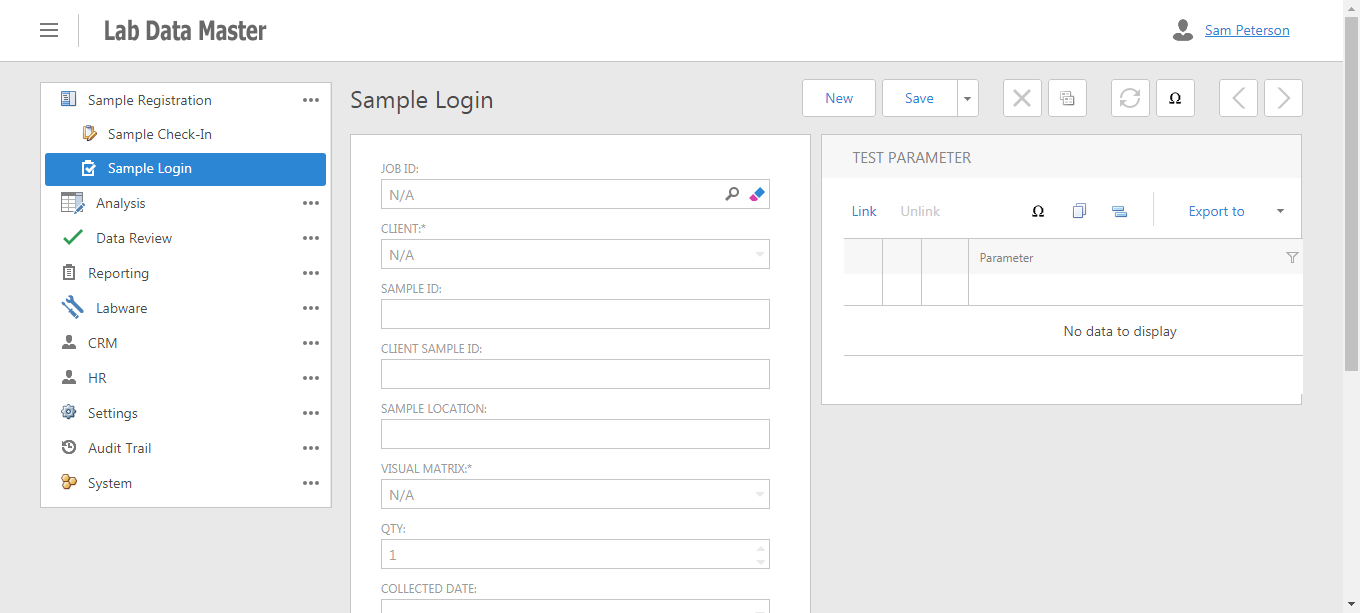 Lab Data Master
Sam Peterson
Sample Registration
Sample Check-In
Sample Login
Analysis
Data Review
Reporting
Labware
CRM
HR
Settings
Audit Trail
System
Sample Login
New
Save
Ω
JOB ID:
N/A
CLIENT:*
N/A
SAMPLE ID:
CLIENT SAMPLE ID:
SAMPLE LOCATION:
VISUAL MATRIX:*
N/A
QTY:
1
COLLECTED DATE:
TEST PARAMETER
Link Unlink Ω Export to
Parameter
No data to display